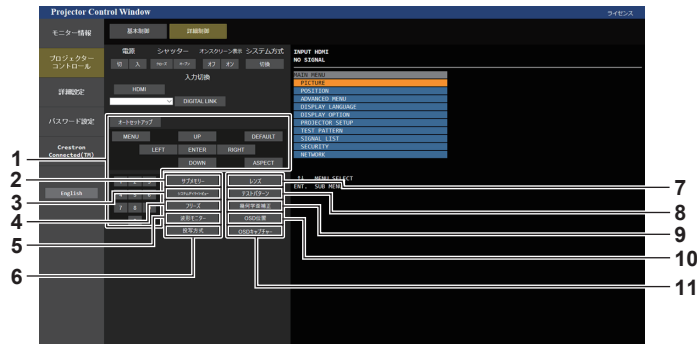 Projector Control Window
ライセンス
モニター情報
基本制御 詳細制御
プロジェクター
コントロール
電源 シャッター オンスクリーン表示 システム方式
切 入 クローズ オープン オフ オン 切換
入力切換
HDMI
DIGITAL LINK
詳細設定
パスワード設定
Crestron
Connected(TM)
English
オートセットアップ
MENU UP DEFAULT
LEFT ENTER RIGHT
DOWN ASPECT
サブメモリー レンズ
テストパターン
フリーズ 幾何学歪補正
波形モニター OSD位置
投写方式 OSDキャプチャー
7 8
INPUT HDMI
NO SIGNAL
MAIN MENU
PICTURE
POSITION
ADVANCED MENU
DISPLAY LANGUAGE
DISPLAY OPTION
PROJECTOR SETUP
TEST PATTERN
SIGNAL LIST
SECURITY
NETWORK
MENU SELECT
ENT. SUB MENU
1
2
3
4
5
6
7
8
9
10
11